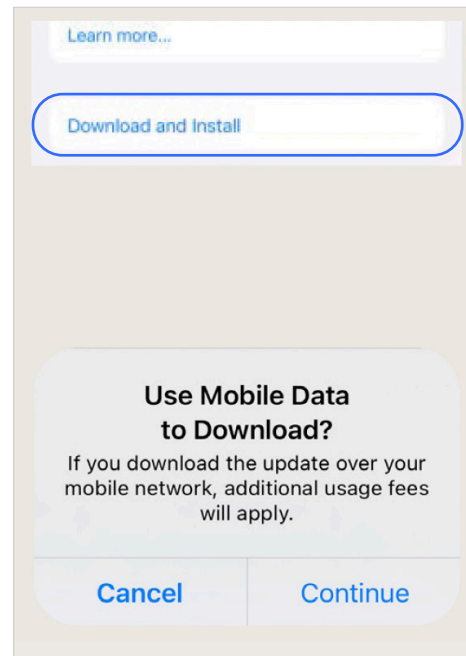 Learn more...
Download and Install
Use Mobile Data
to Download?
If you download the update over your
mobile network, additional usage fees
will apply.
Cancel
Continue